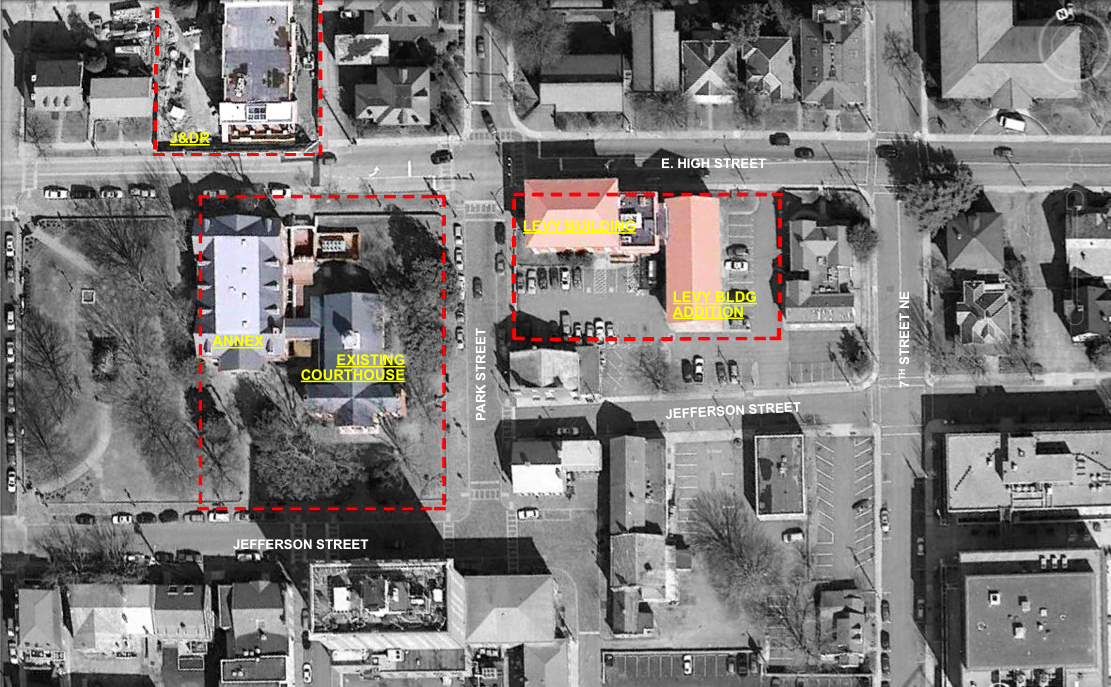 J&DR
E. HIGH STREET
LEVY BUILDING
LEVY BLDG
ADDITION
ANNEX
EXISTING
COURTHOUSE
PARK STREET
7TH STREET NE
JEFFERSON STREET
JEFFERSON STREET